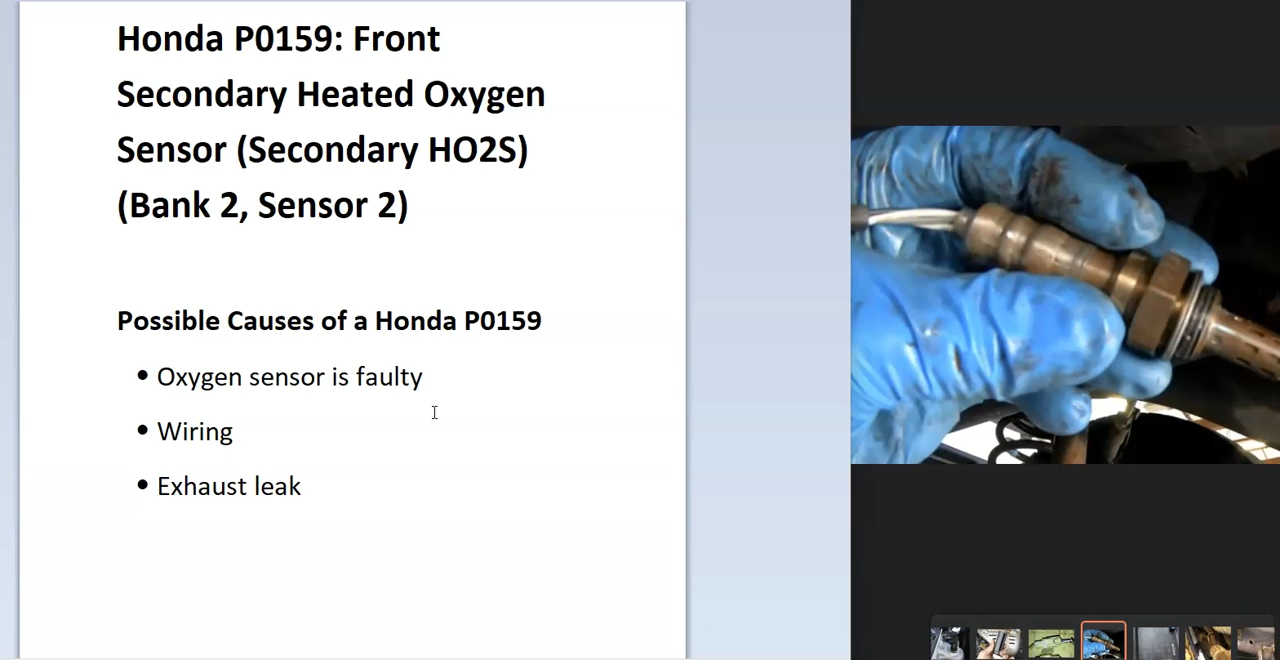 Honda P0159: Front
Secondary Heated Oxygen
Sensor (Secondary HO2S)
(Bank 2, Sensor 2)
Possible Causes of a Honda P0159
• Oxygen sensor is faulty
• Wiring
• Exhaust leak